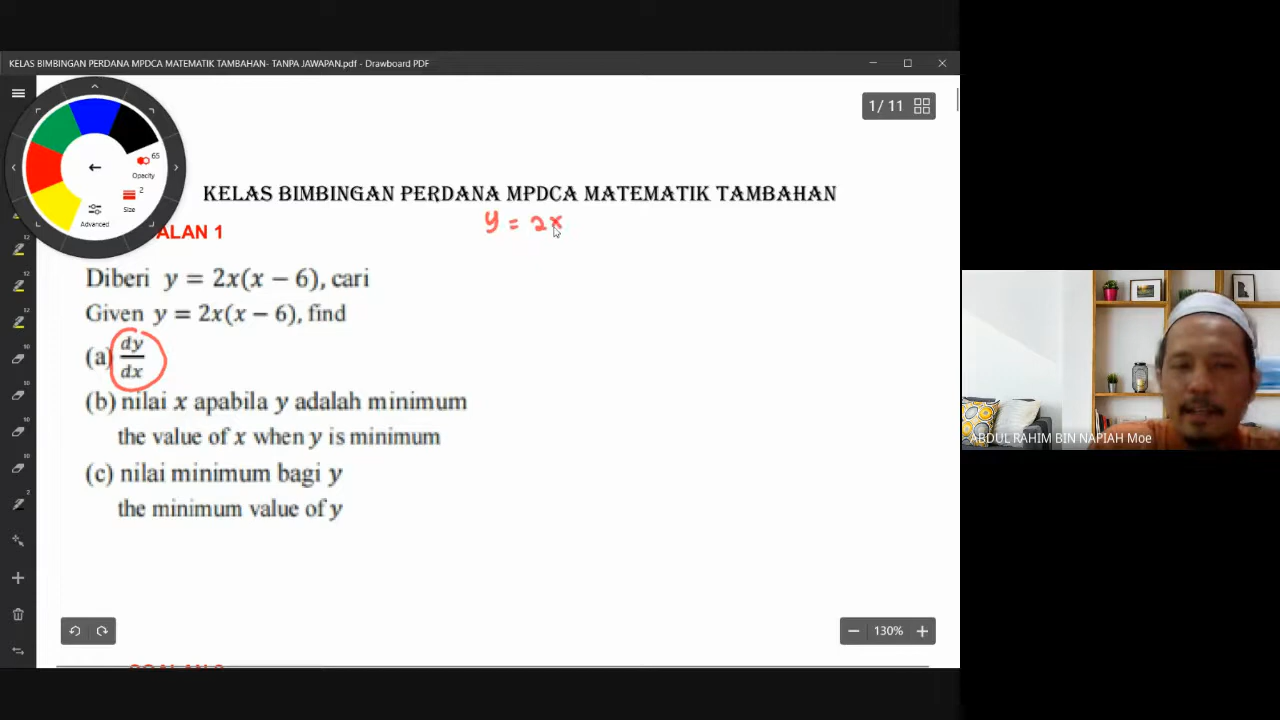 KELAS BIMBINGAN PERDANA MPDCA MATEMATIK TAMBAHAN- TANPA JAWAPAN.pdf - Drawboard PDF
1/11
65
Opacity
2
Size
Advanced
KELAS BIMBINGAN PERDANA MPDCA MATEMATIK TAMBAHAN
y = 2x
ALAN 1
Diberi y = 2x(x − 6), cari
Given y = 2x(x − 6), find
(a) dy/dx
(b) nilai x apabila y adalah minimum
the value of x when y is minimum
(c) nilai minimum bagi y
the minimum value of y
130%
ABDUL RAHIM BIN NAPIAH Moe